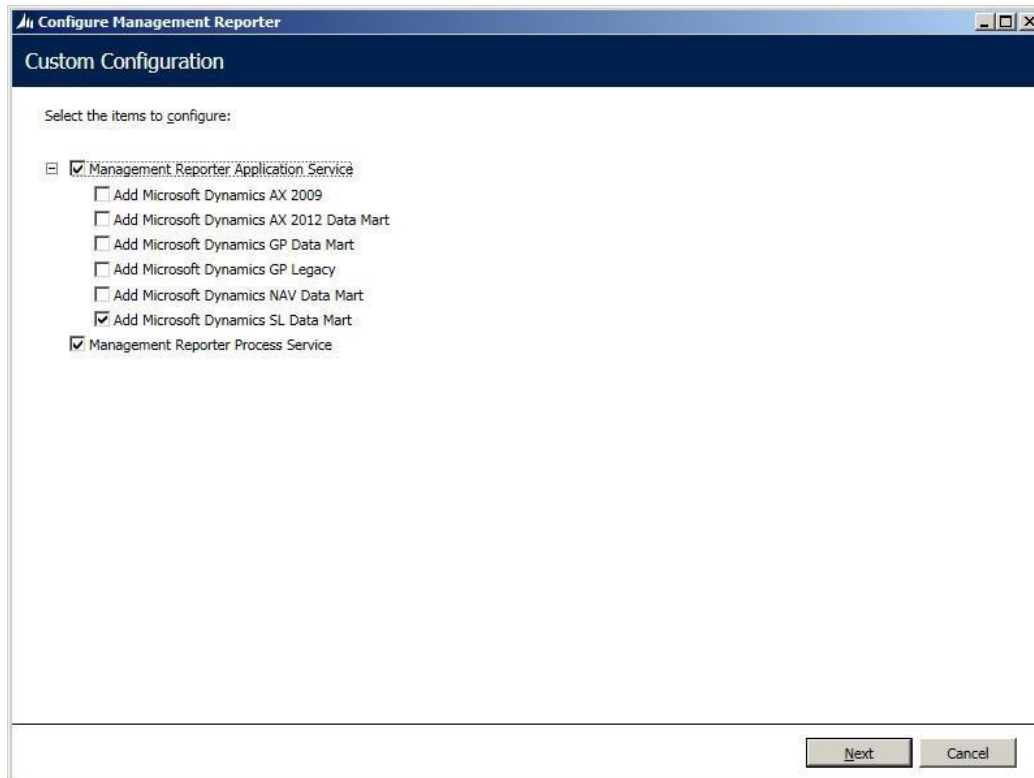 Configure Management Reporter
Custom Configuration
Select the items to configure:
Management Reporter Application Service
Add Microsoft Dynamics AX 2009
Add Microsoft Dynamics AX 2012 Data Mart
Add Microsoft Dynamics GP Data Mart
Add Microsoft Dynamics GP Legacy
Add Microsoft Dynamics NAV Data Mart
Add Microsoft Dynamics SL Data Mart
Management Reporter Process Service
Next Cancel